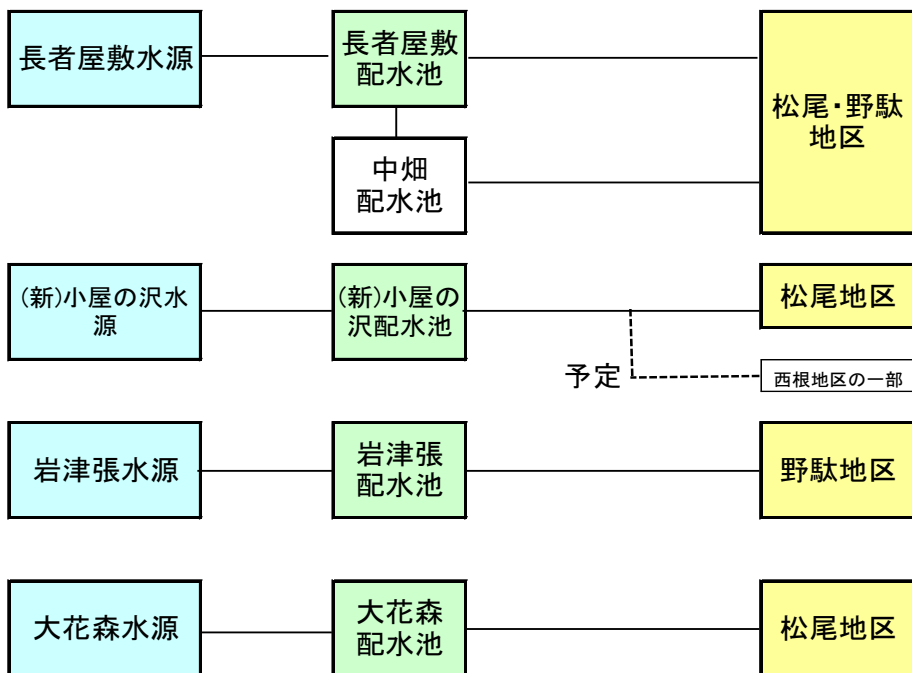 長者屋敷水源
長者屋敷
配水池
松尾・野駄
地区
中畑
配水池
(新)小屋の沢水
源
(新)小屋の
沢配水池
松尾地区
予定
西根地区の一部
岩津張水源
岩津張
配水池
野駄地区
大花森水源
大花森
配水池
松尾地区